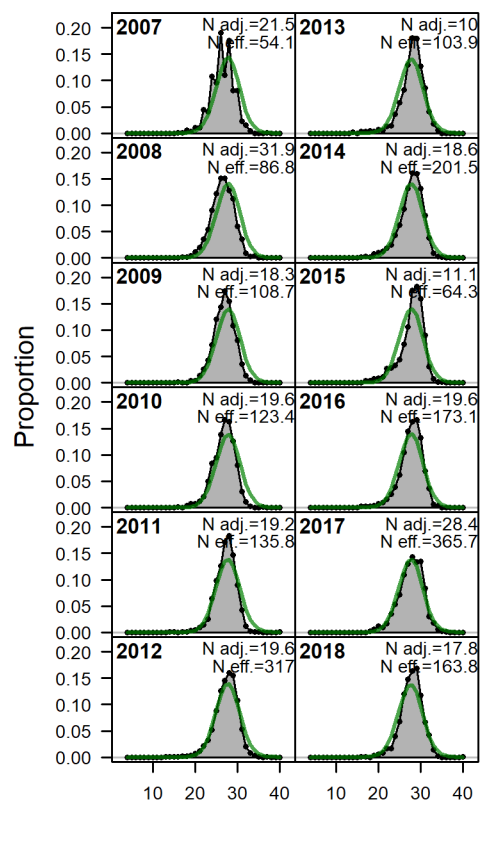 2007
N adj.=21.5
N eff.=54.1
0.20
0.15
0.10
0.05
0.00
2013
N adj.=10
N eff.=103.9
2008
N adj.=31.9
N eff.=86.8
0.20
0.15
0.10
0.05
0.00
2014
N adj.=18.6
N eff.=201.5
2009
N adj.=18.3
N eff.=108.7
0.20
0.15
0.10
0.05
0.00
2015
N adj.=11.1
N eff.=64.3
Proportion
2010
N adj.=19.6
N eff.=123.4
0.20
0.15
0.10
0.05
0.00
2016
N adj.=19.6
N eff.=173.1
2011
N adj.=19.2
N eff.=135.8
0.20
0.15
0.10
0.05
0.00
2017
N adj.=28.4
N eff.=365.7
2012
N adj.=19.6
N eff.=317
0.20
0.15
0.10
0.05
0.00
2018
N adj.=17.8
N eff.=163.8
10 20 30 40 10 20 30 40